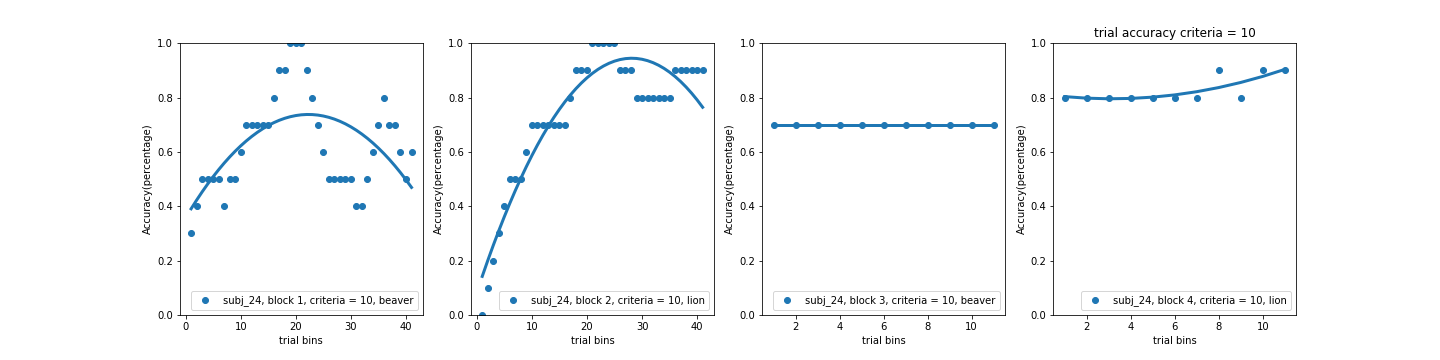 trial accuracy criteria = 10
1.0
0.8
0.6
0.4
0.2
0.0
Accuracy(percentage)
subj_24, block 1, criteria = 10, beaver
0 10 20 30 40
trial bins
1.0
0.8
0.6
0.4
0.2
0.0
Accuracy(percentage)
subj_24, block 2, criteria = 10, lion
0 10 20 30 40
trial bins
1.0
0.8
0.6
0.4
0.2
0.0
Accuracy(percentage)
subj_24, block 3, criteria = 10, beaver
2 4 6 8 10
trial bins
1.0
0.8
0.6
0.4
0.2
0.0
Accuracy(percentage)
subj_24, block 4, criteria = 10, lion
2 4 6 8 10
trial bins